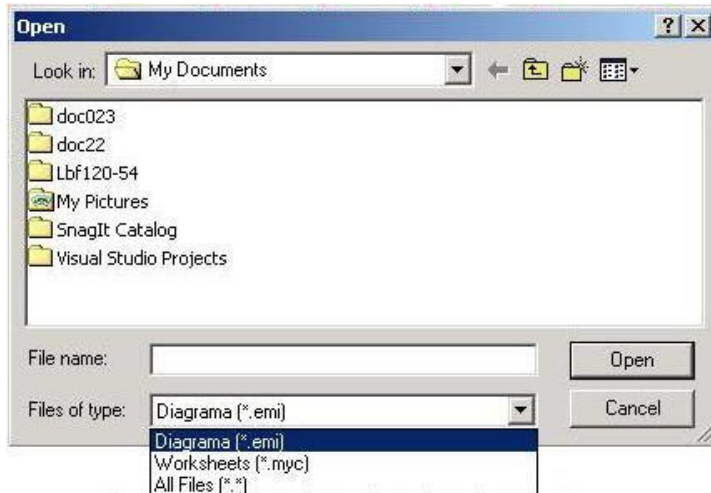 Open
Look in: My Documents
doc023
doc22
Lbf120-54
My Pictures
SnagIt Catalog
Visual Studio Projects
File name: Open
Files of type: Diagrama (*.emi) Cancel
Diagrama (*.emi)
Worksheets (*.myc)
All Files (*.*)